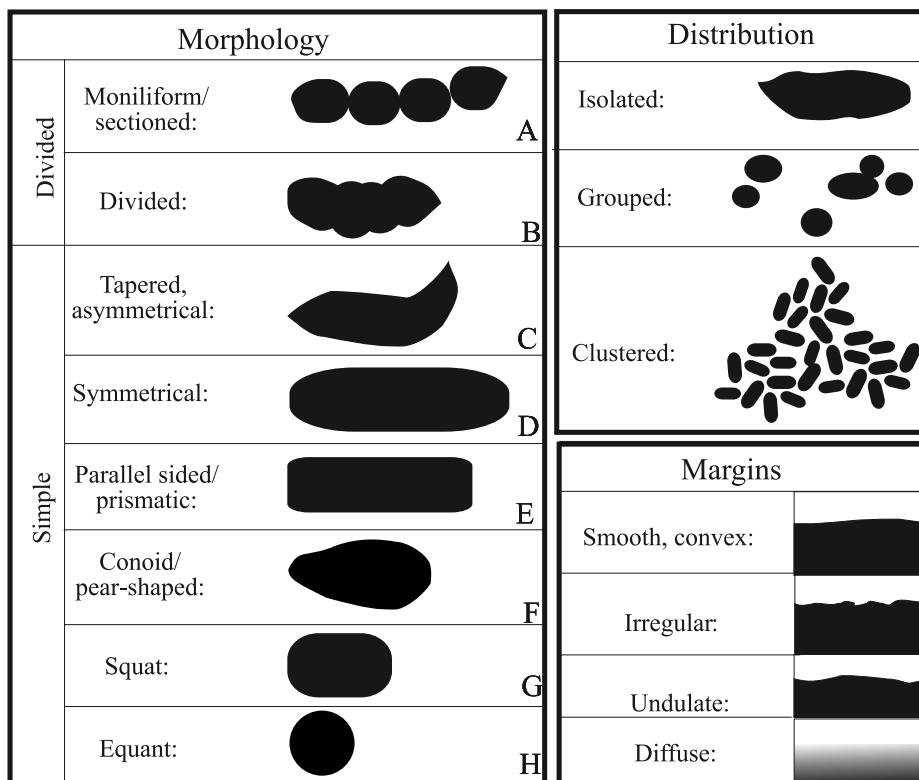 Morphology
Divided
Moniliform/
sectioned:
A
Divided:
B
Simple
Tapered,
asymmetrical:
C
Symmetrical:
D
Parallel sided/
prismatic:
E
Conoid/
pear-shaped:
F
Squat:
G
Equant:
H
Distribution
Isolated:
Grouped:
Clustered:
Margins
Smooth, convex:
Irregular:
Undulate:
Diffuse: